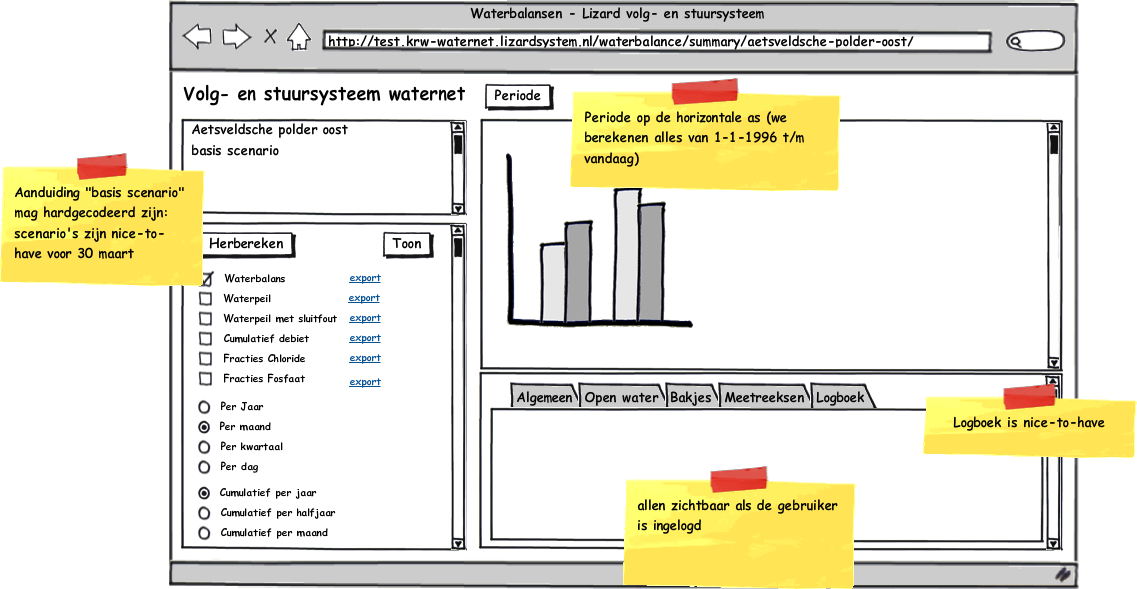 Waterbalansen - Lizard volg- en stuursysteem
http://test.krw-waternet.lizardsystem.nl/waterbalance/summary/aetsveldsche-polder-oost/
Volg- en stuursysteem waternet
Periode
Periode op de horizontale as (we
berekenen alles van 1-1-1996 t/m
vandaag)
Aetsveldsche polder oost
basis scenario
Aanduiding "basis scenario"
mag hardgecodeerd zijn:
scenario's zijn nice-to-
have voor 30 maart
Herbereken
Toon
Waterbalans export
Waterpeil export
Waterpeil met sluitfout export
Cumulatief debiet export
Fracties Chloride export
Fracties Fosfaat export
Per Jaar
Per maand
Per kwartaal
Per dag
Cumulatief per jaar
Cumulatief per halfjaar
Cumulatief per maand
Algemeen Open water Bakjes Meetreeksen Logboek
Logboek is nice-to-have
allen zichtbaar als de gebruiker
is ingelogd